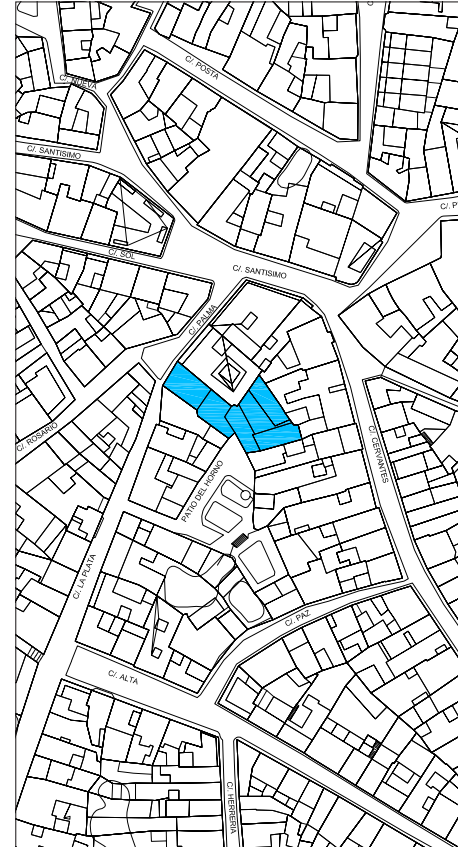 C/. POSTA
C/. NUEVA
C/. SANTISIMO
C/. P
C/. SOL
C/. SANTISIMO
C/. PALMA
C/. ROSARIO
C/. CERVANTES
PATIO DEL HORNO
C/. LA PLATA
C/. PAZ
C/. ALTA
C/. HERRERIA